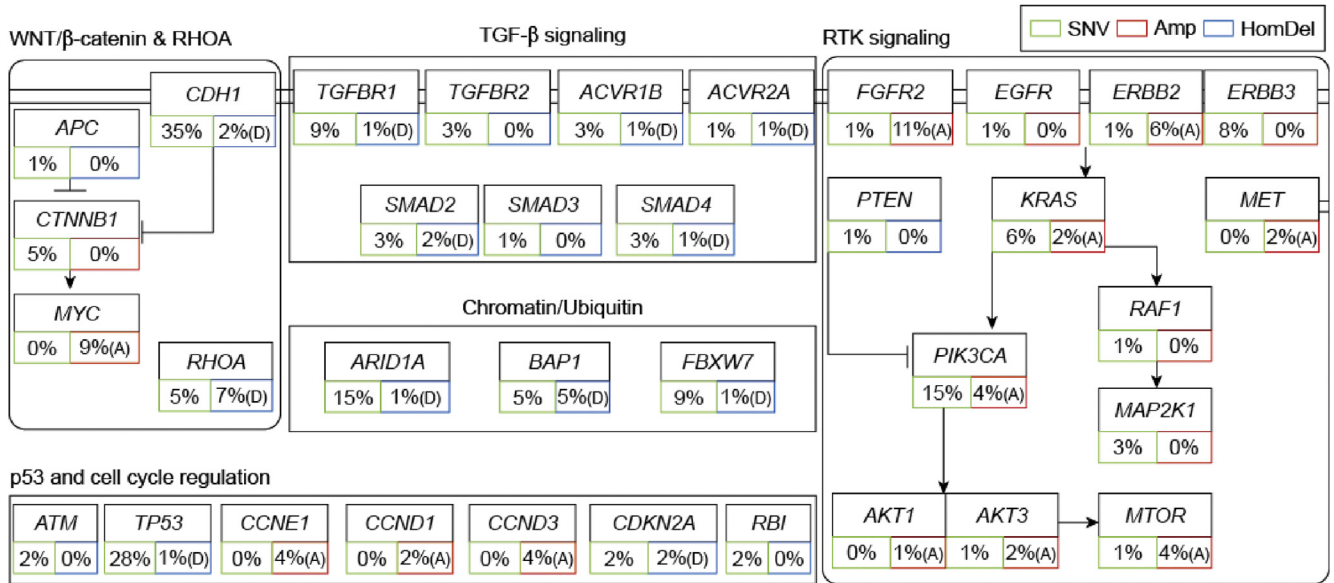 WNT/β-catenin & RHOA
TGF-β signaling
RTK signaling
SNV Amp HomDel
CDH1
35% 2%(D)
APC
1% 0%
CTNNB1
5% 0%
MYC
0% 9%(A)
RHOA
5% 7%(D)
TGFBR1 TGFBR2 ACVR1B ACVR2A
9% 1%(D) 3% 0% 3% 1%(D) 1% 1%(D)
SMAD2 SMAD3 SMAD4
3% 2%(D) 1% 0% 3% 1%(D)
Chromatin/Ubiquitin
ARID1A BAP1 FBXW7
15% 1%(D) 5% 5%(D) 9% 1%(D)
FGFR2 EGFR ERBB2 ERBB3
1% 11%(A) 1% 0% 1% 6%(A) 8% 0%
PTEN KRAS MET
1% 0% 6% 2%(A) 0% 2%(A)
RAF1
1% 0%
PIK3CA
15% 4%(A)
MAP2K1
3% 0%
AKT1 AKT3 MTOR
0% 1%(A) 1% 2%(A) 1% 4%(A)
p53 and cell cycle regulation
ATM TP53 CCNE1 CCND1 CCND3 CDKN2A RBI
2% 0% 28% 1%(D) 0% 4%(A) 0% 2%(A) 0% 4%(A) 2% 2%(D) 2% 0%